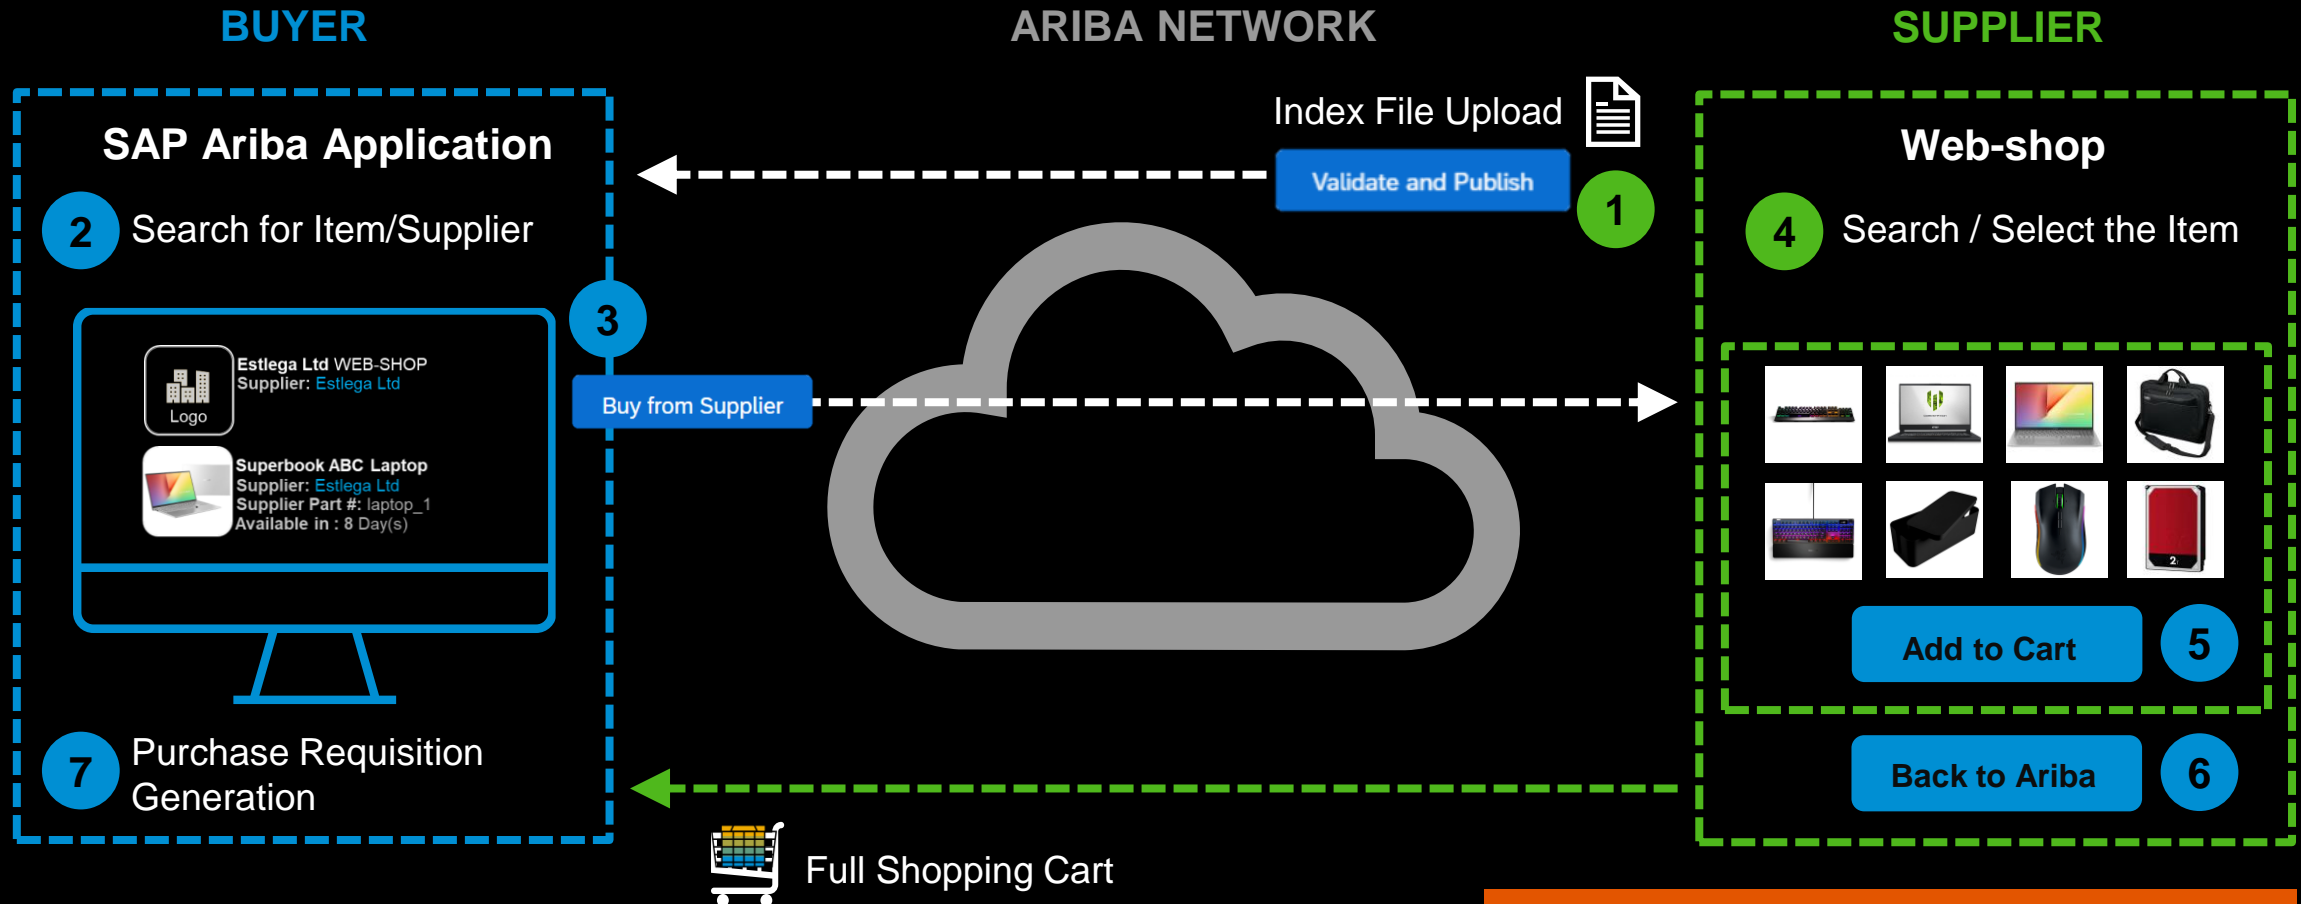 BUYER
ARIBA NETWORK
SUPPLIER
SAP Ariba Application
2
Search for Item/Supplier
Estlega Ltd WEB-SHOP
Supplier: Estlega Ltd
Logo
Superbook ABC Laptop
Supplier: Estlega Ltd
Supplier Part #: laptop_1
Available in : 8 Day(s)
3
Buy from Supplier
7
Purchase Requisition
Generation
Index File Upload
Validate and Publish
1
Full Shopping Cart
Web-shop
4
Search / Select the Item
2
Add to Cart
5
Back to Ariba
6